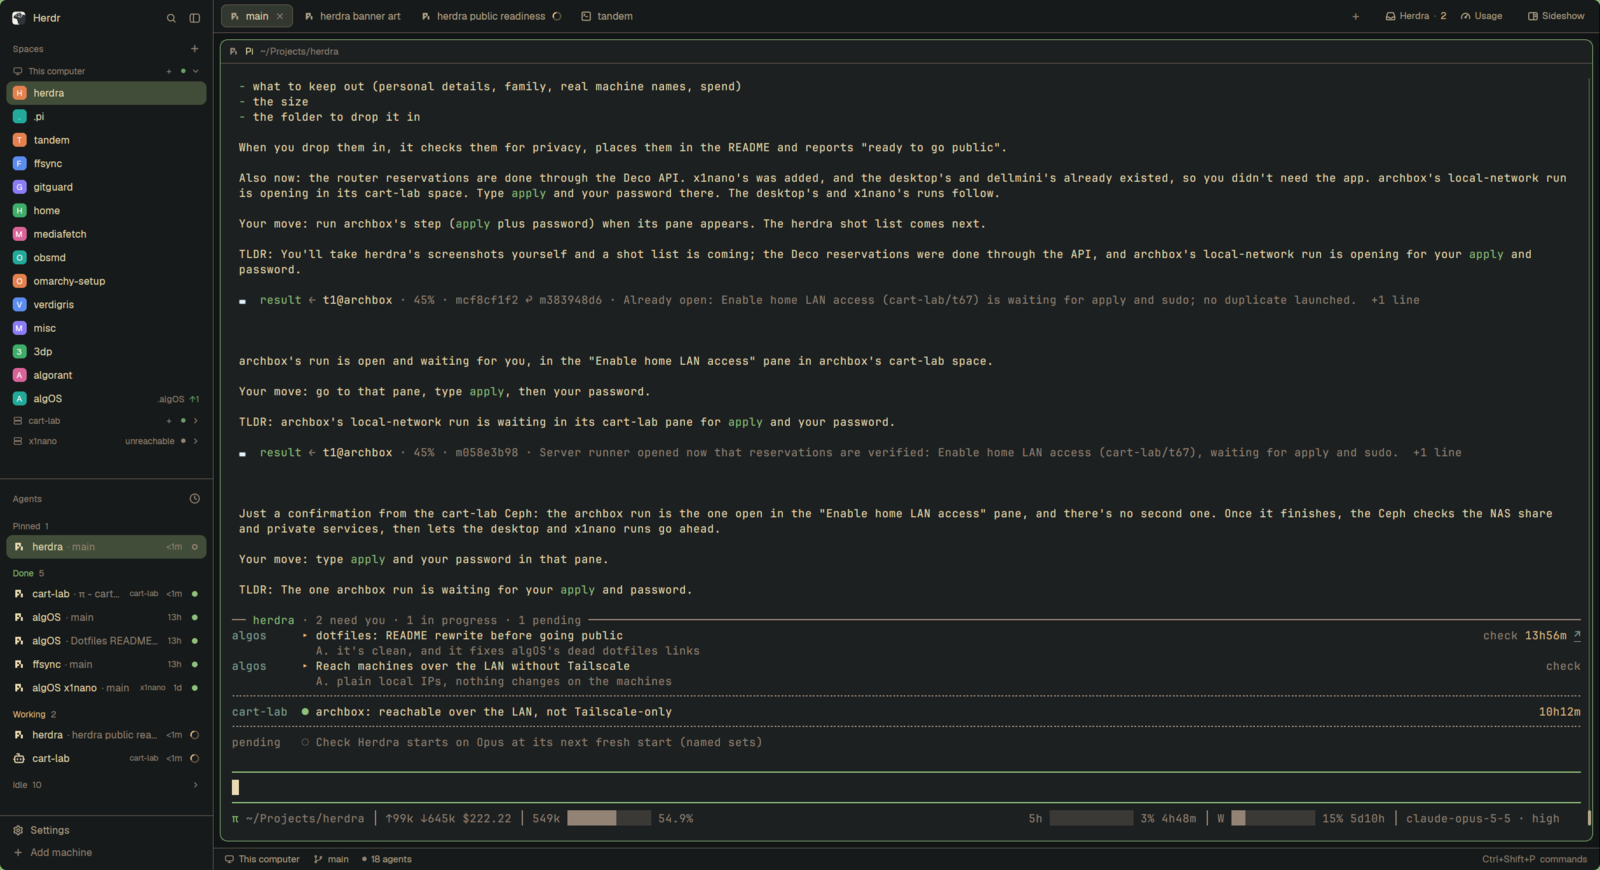 Herdr
Spaces
This computer
H herdra
. .pi
T tandem
F ffsync
G gitguard
H home
M mediafetch
O obsmd
O omarchy-setup
V verdigris
M misc
3 3dp
A algorant
A algOS .algOS ↑1
cart-lab
x1nano unreachable
Agents
Pinned 1
herdra · main <1m
Done 5
cart-lab · π - cart... cart-lab <1m
algOS · main 13h
algOS · Dotfiles README... 13h
ffsync · main 13h
algOS x1nano · main x1nano 1d
Working 2
herdra · herdra public rea... <1m
cart-lab cart-lab <1m
Idle 10
Settings
+ Add machine
main ×
herdra banner art
herdra public readiness
tandem
+
Herdra · 2
Usage
Sideshow
Pi ~/Projects/herdra
- what to keep out (personal details, family, real machine names, spend)
- the size
- the folder to drop it in
When you drop them in, it checks them for privacy, places them in the README and reports "ready to go public".
Also now: the router reservations are done through the Deco API. x1nano's was added, and the desktop's and dellmini's already existed, so you didn't need the app. archbox's local-network run
is opening in its cart-lab space. Type apply and your password there. The desktop's and x1nano's runs follow.
Your move: run archbox's step (apply plus password) when its pane appears. The herdra shot list comes next.
TLDR: You'll take herdra's screenshots yourself and a shot list is coming; the Deco reservations were done through the API, and archbox's local-network run is opening for your apply and
password.
result ← t1@archbox · 45% · mcf8cf1f2 ↵ m383948d6 · Already open: Enable home LAN access (cart-lab/t67) is waiting for apply and sudo; no duplicate launched. +1 line
archbox's run is open and waiting for you, in the "Enable home LAN access" pane in archbox's cart-lab space.
Your move: go to that pane, type apply, then your password.
TLDR: archbox's local-network run is waiting in its cart-lab pane for apply and your password.
result ← t1@archbox · 45% · m058e3b98 · Server runner opened now that reservations are verified: Enable home LAN access (cart-lab/t67), waiting for apply and sudo. +1 line
Just a confirmation from the cart-lab Ceph: the archbox run is the one open in the "Enable home LAN access" pane, and there's no second one. Once it finishes, the Ceph checks the NAS share
and private services, then lets the desktop and x1nano runs go ahead.
Your move: type apply and your password in that pane.
TLDR: The one archbox run is waiting for your apply and password.
herdra · 2 need you · 1 in progress · 1 pending
algos ▸ dotfiles: README rewrite before going public check 13h56m ↗
A. it's clean, and it fixes algOS's dead dotfiles links
algos ▸ Reach machines over the LAN without Tailscale check
A. plain local IPs, nothing changes on the machines
cart-lab ● archbox: reachable over the LAN, not Tailscale-only 10h12m
pending ○ Check Herdra starts on Opus at its next fresh start (named sets)
π ~/Projects/herdra | ↑99k ↓645k $222.22 | 549k 54.9% 5h 3% 4h48m | W 15% 5d10h | claude-opus-5-5 · high
This computer main 18 agents Ctrl+Shift+P commands